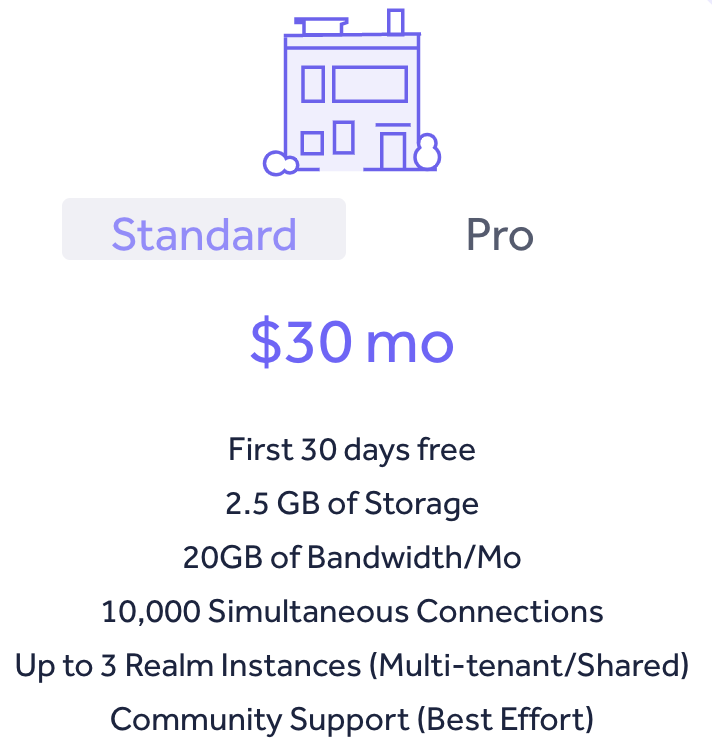 Standard
Pro
$30 mo
First 30 days free
2.5 GB of Storage
20GB of Bandwidth/Mo
10,000 Simultaneous Connections
Up to 3 Realm Instances (Multi-tenant/Shared)
Community Support (Best Effort)